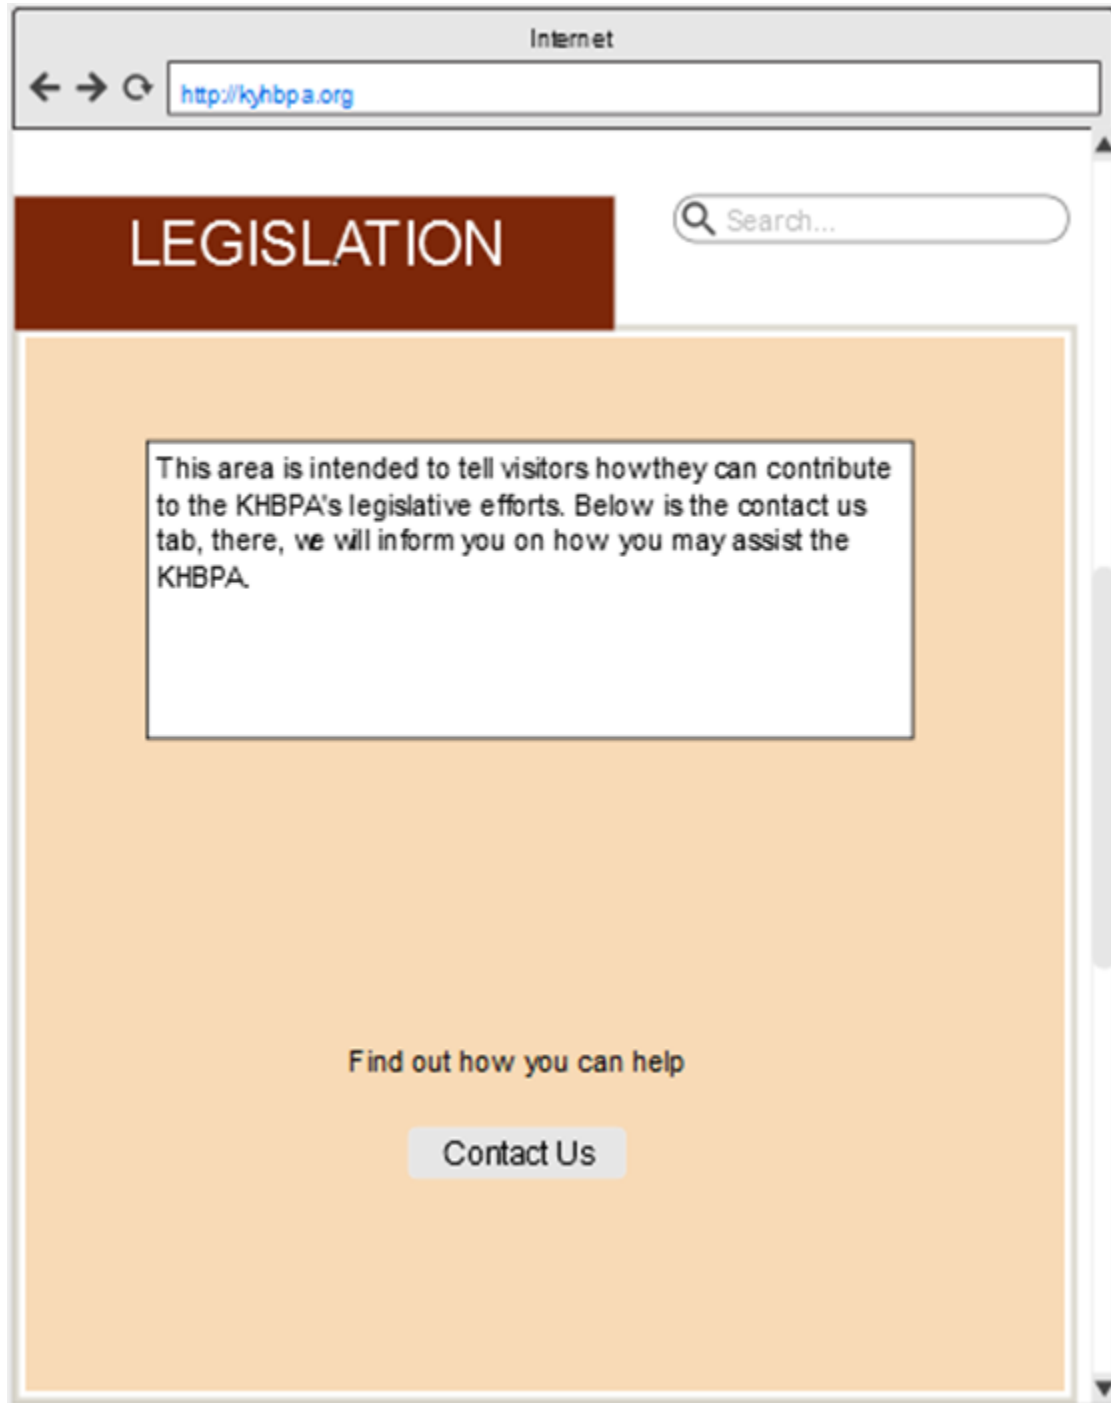 Internet
http://kyhbpa.org
LEGISLATION
Search...
This area is intended to tell visitors howthey can contribute
to the KHBPA's legislative efforts. Below is the contact us
tab, there, we will inform you on how you may assist the
KHBPA.
Find out how you can help
Contact Us